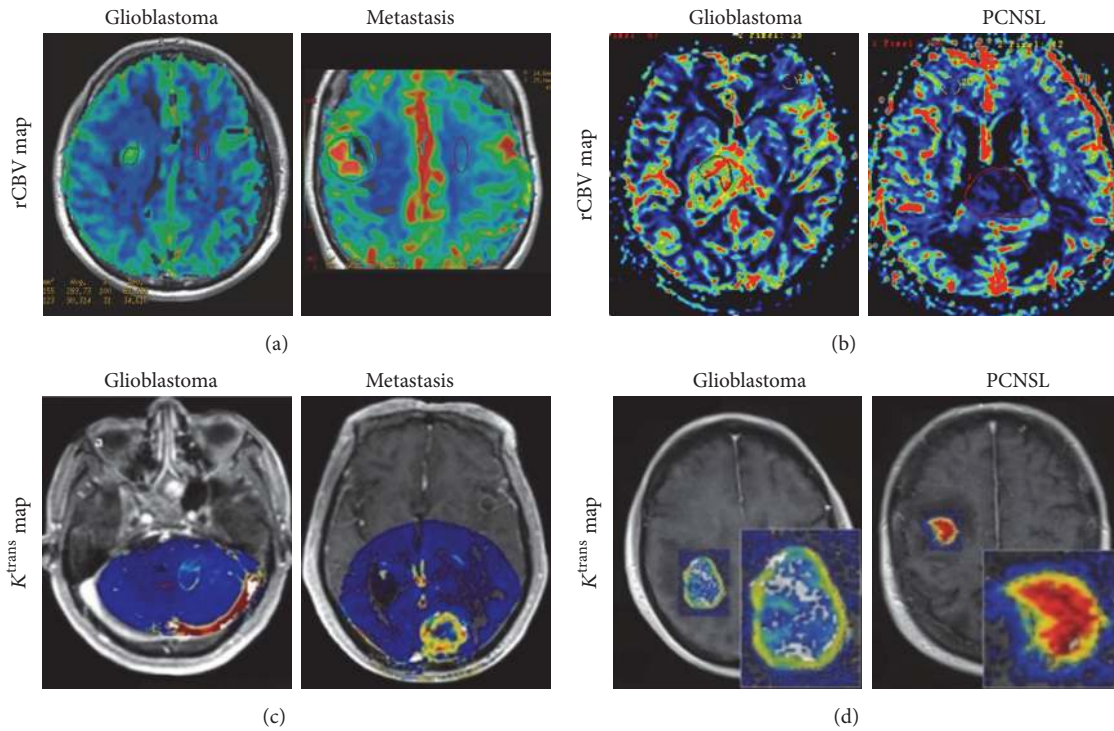 Glioblastoma
Metastasis
Glioblastoma
PCNSL
rCBV map
rCBV map
(a)
(b)
Glioblastoma
Metastasis
Glioblastoma
PCNSL
Ktrans map
Ktrans map
(c)
(d)